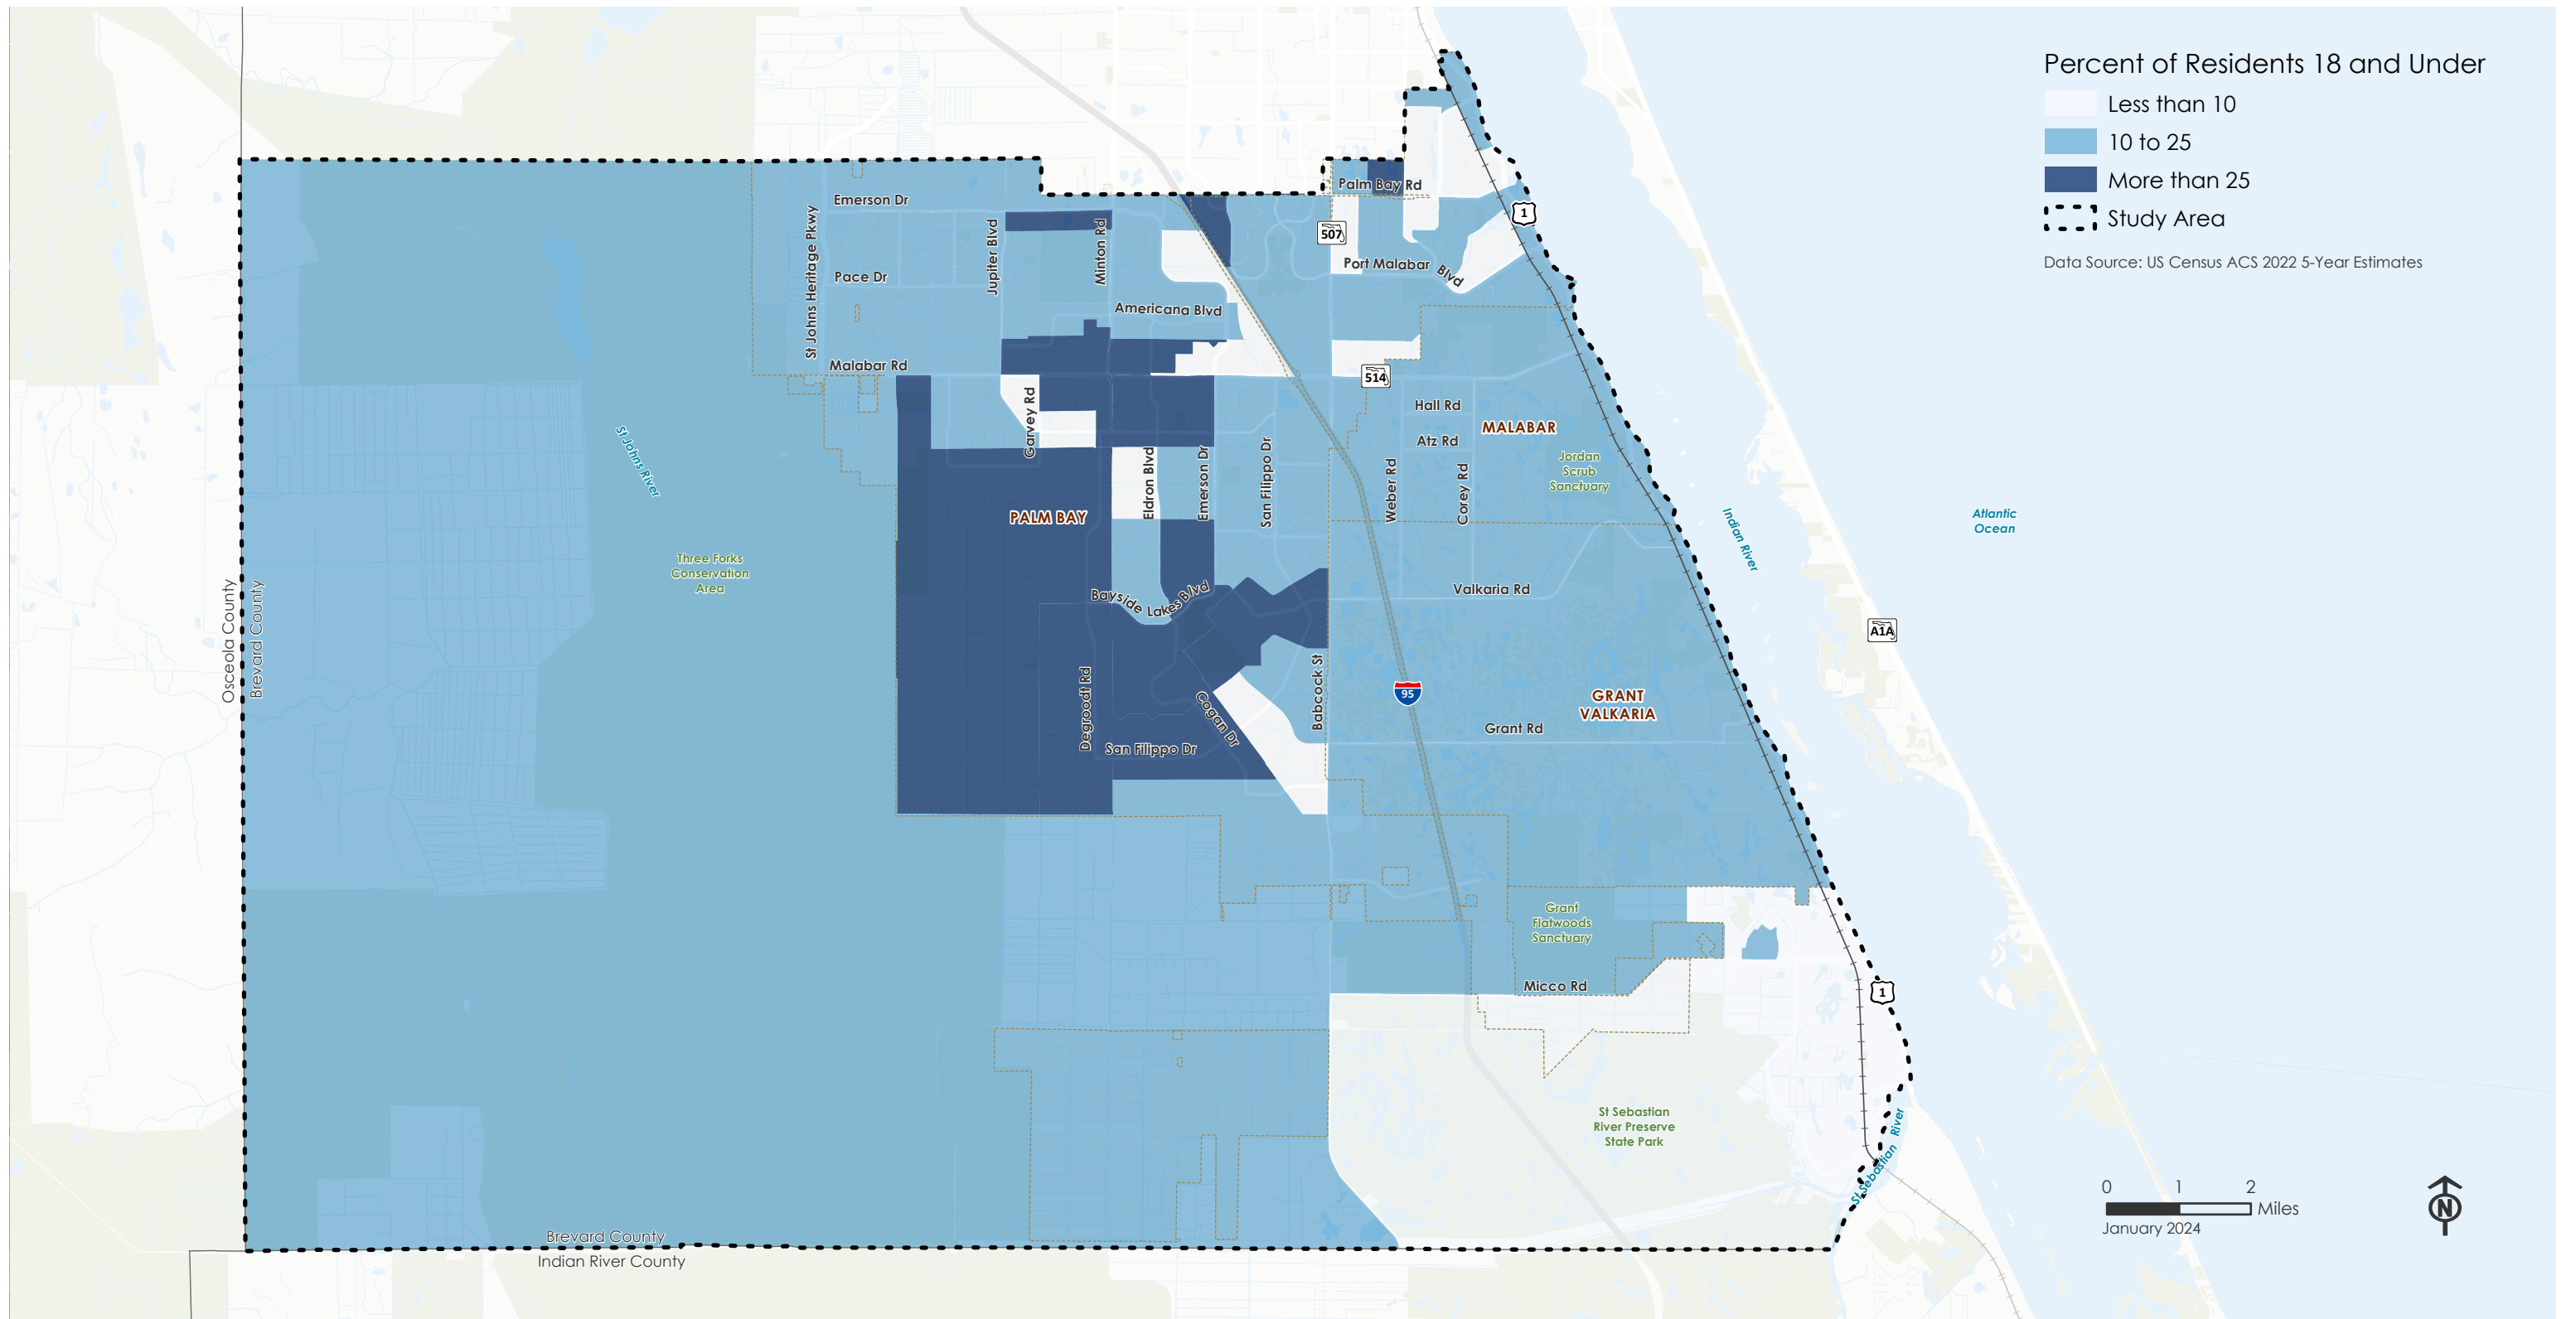 Percent of Residents 18 and Under
Less than 10
10 to 25
More than 25
Study Area
Data Source: US Census ACS 2022 5-Year Estimates
Palm Bay Rd
Emerson Dr
1
507
St Johns Heritage Pkwy
Jupiter Blvd
Minton Rd
Port Malabar Blvd
Pace Dr
Americana Blvd
Malabar Rd
514
Garvey Rd
Hall Rd
MALABAR
Atz Rd
St Johns River
Jordan
Scrub
Sanctuary
Eldron Blvd
Emerson Dr
San Filippo Dr
Weber Rd
Corey Rd
PALM BAY
Indian River
Atlantic
Ocean
Three Forks
Conservation
Area
Bayside Lakes Blvd
Valkaria Rd
Osceola County
Brevard County
A1A
Degroodt Rd
Cogan Dr
Babcock St
95
GRANT
VALKARIA
Grant Rd
San Filippo Dr
Grant
Flatwoods
Sanctuary
Micco Rd
1
St Sebastian
River Preserve
State Park
St Sebastian River
0 1 2
Miles
January 2024
N
Brevard County
Indian River County